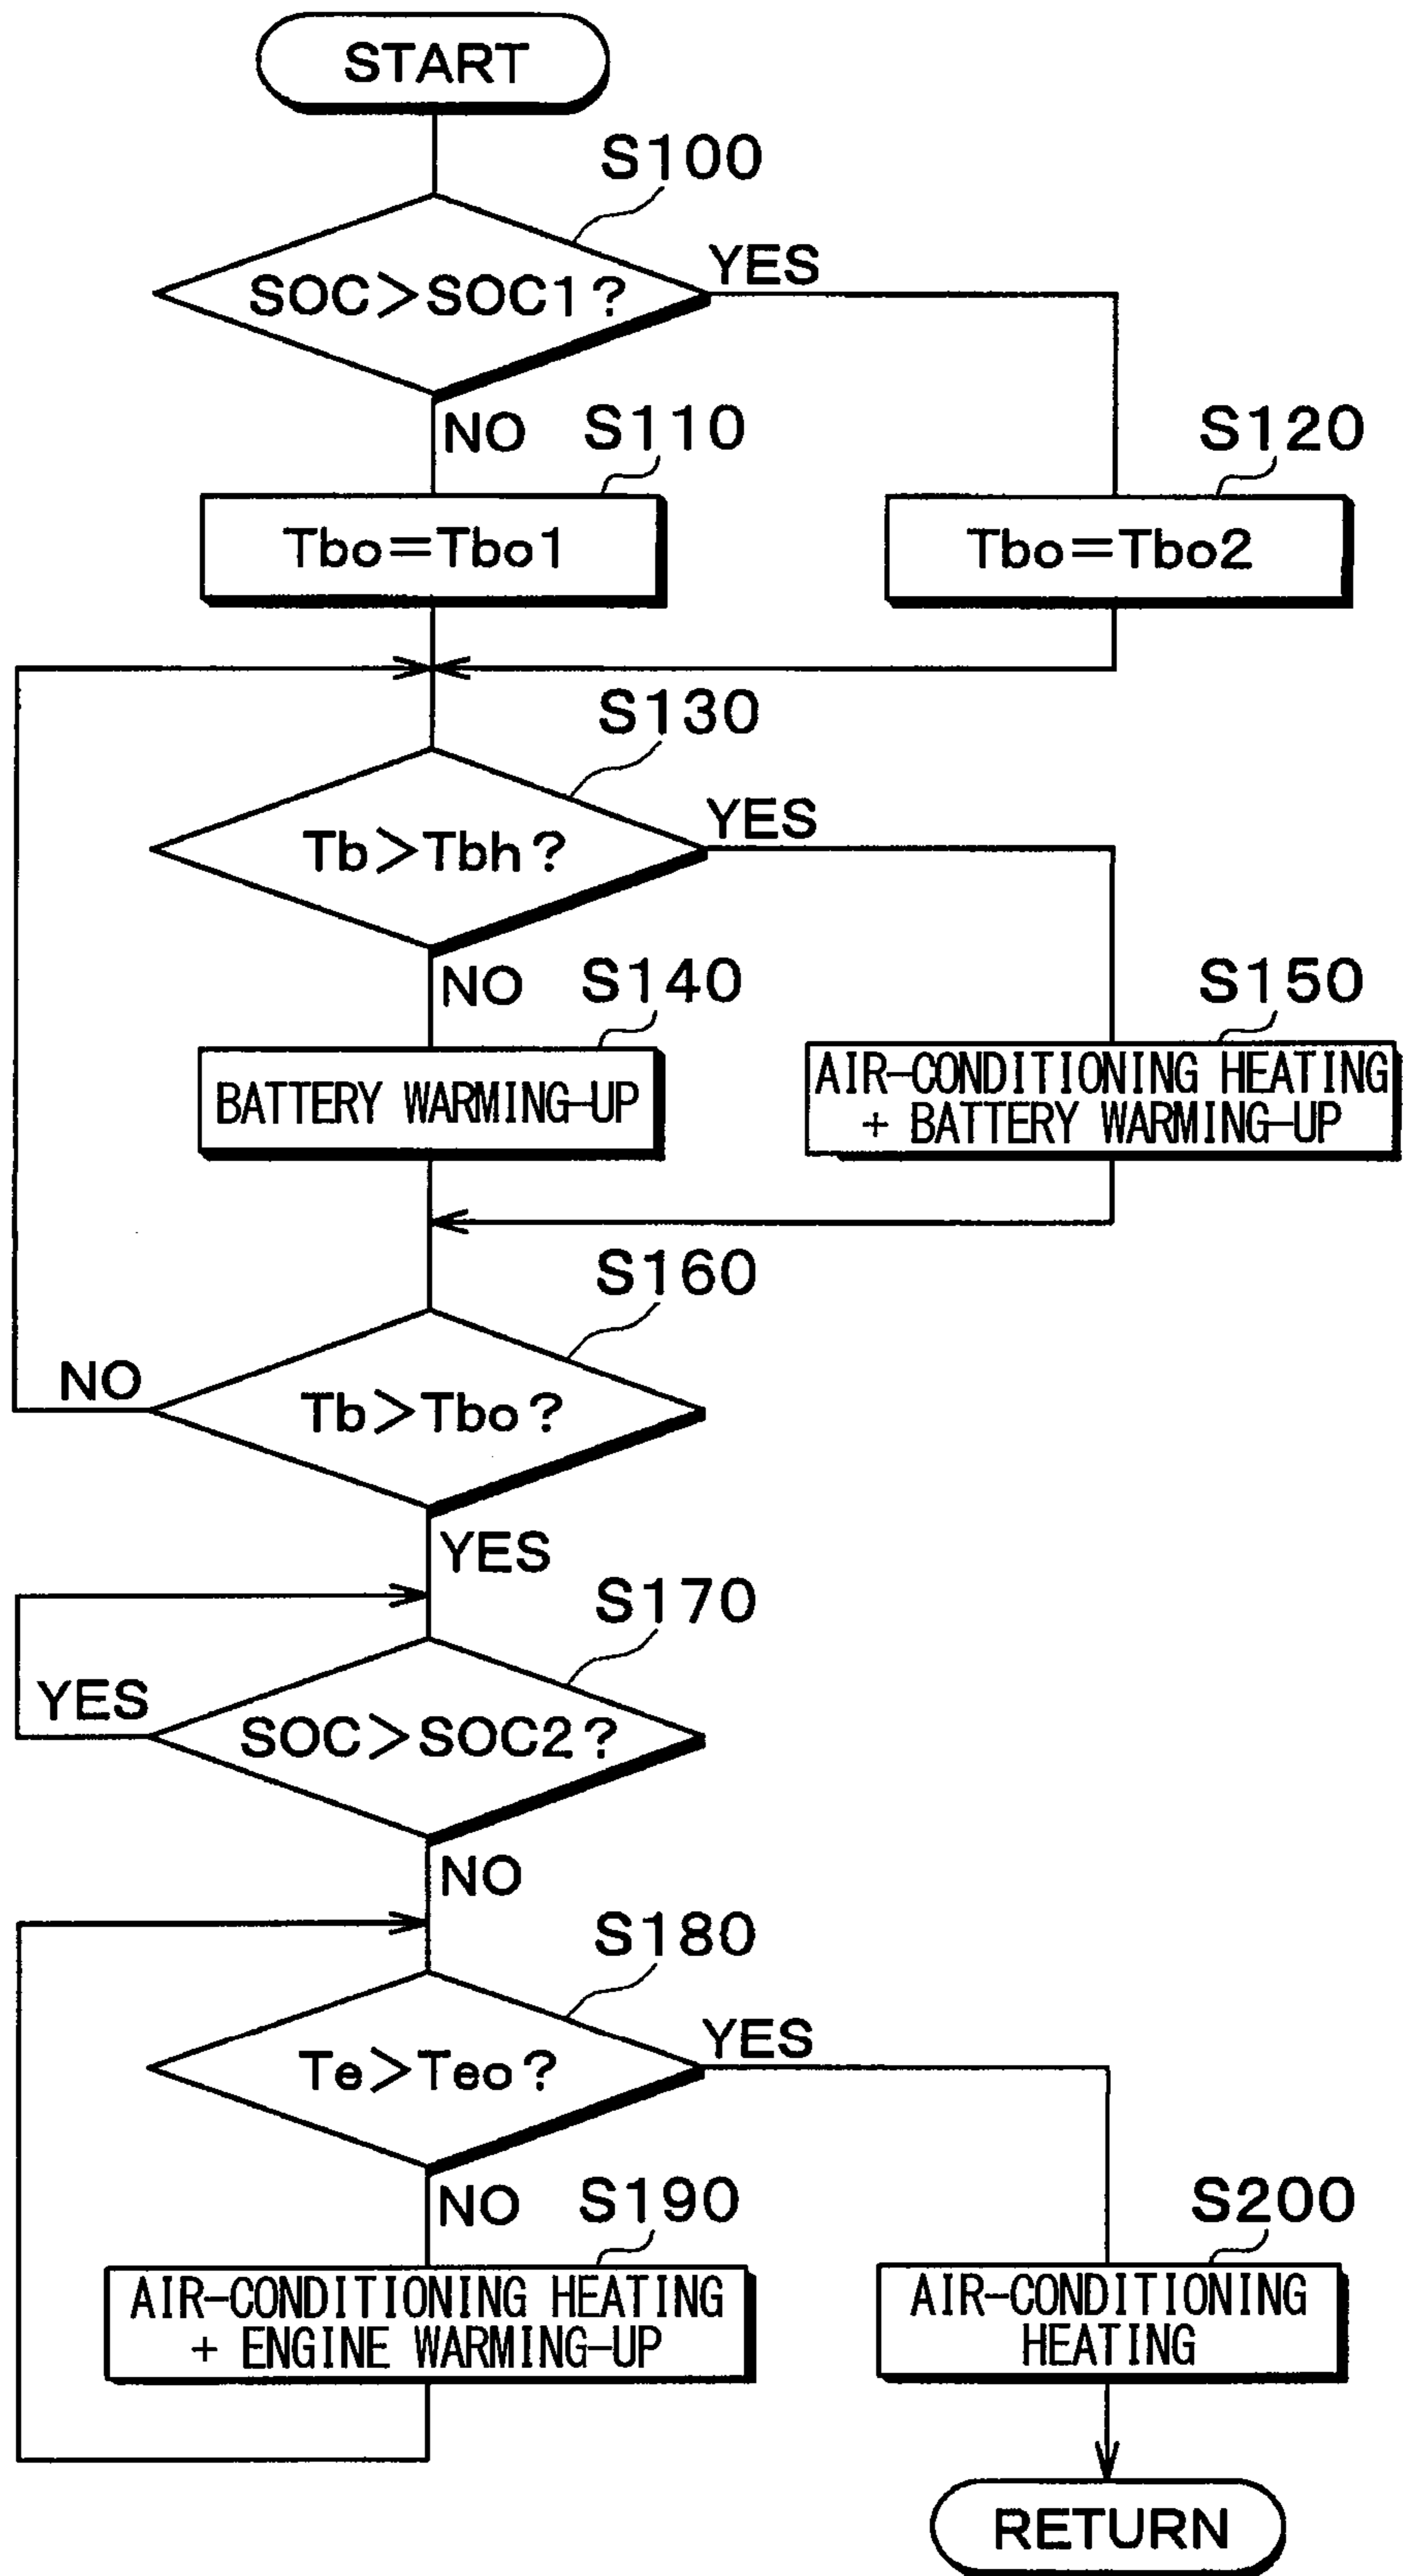 START
S100
SOC>SOC1?
YES
NO
S110
S120
Tbo=Tbo1
Tbo=Tbo2
S130
Tb>Tbh?
YES
NO
S140
S150
BATTERY WARMING-UP
AIR-CONDITIONING HEATING
+ BATTERY WARMING-UP
S160
NO
Tb>Tbo?
YES
S170
YES
SOC>SOC2?
NO
S180
Te>Teo?
YES
NO
S190
S200
AIR-CONDITIONING HEATING
+ ENGINE WARMING-UP
AIR-CONDITIONING
HEATING
RETURN